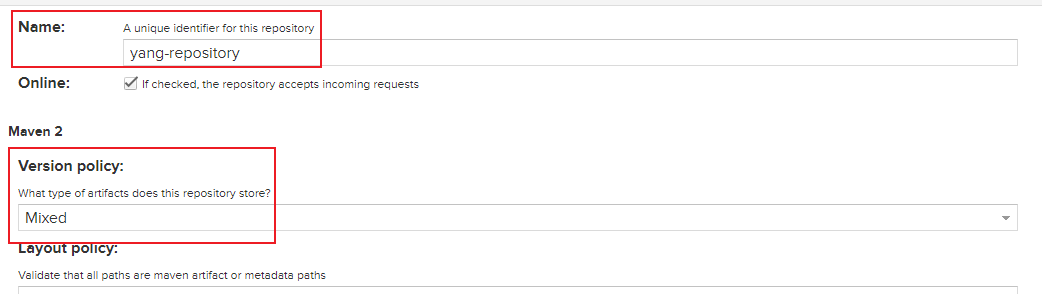 Name: A unique identifier for this repository
yang-repository
Online: If checked, the repository accepts incoming requests
Maven 2
Version policy:
What type of artifacts does this repository store?
Mixed
Layout policy:
Validate that all paths are maven artifact or metadata paths